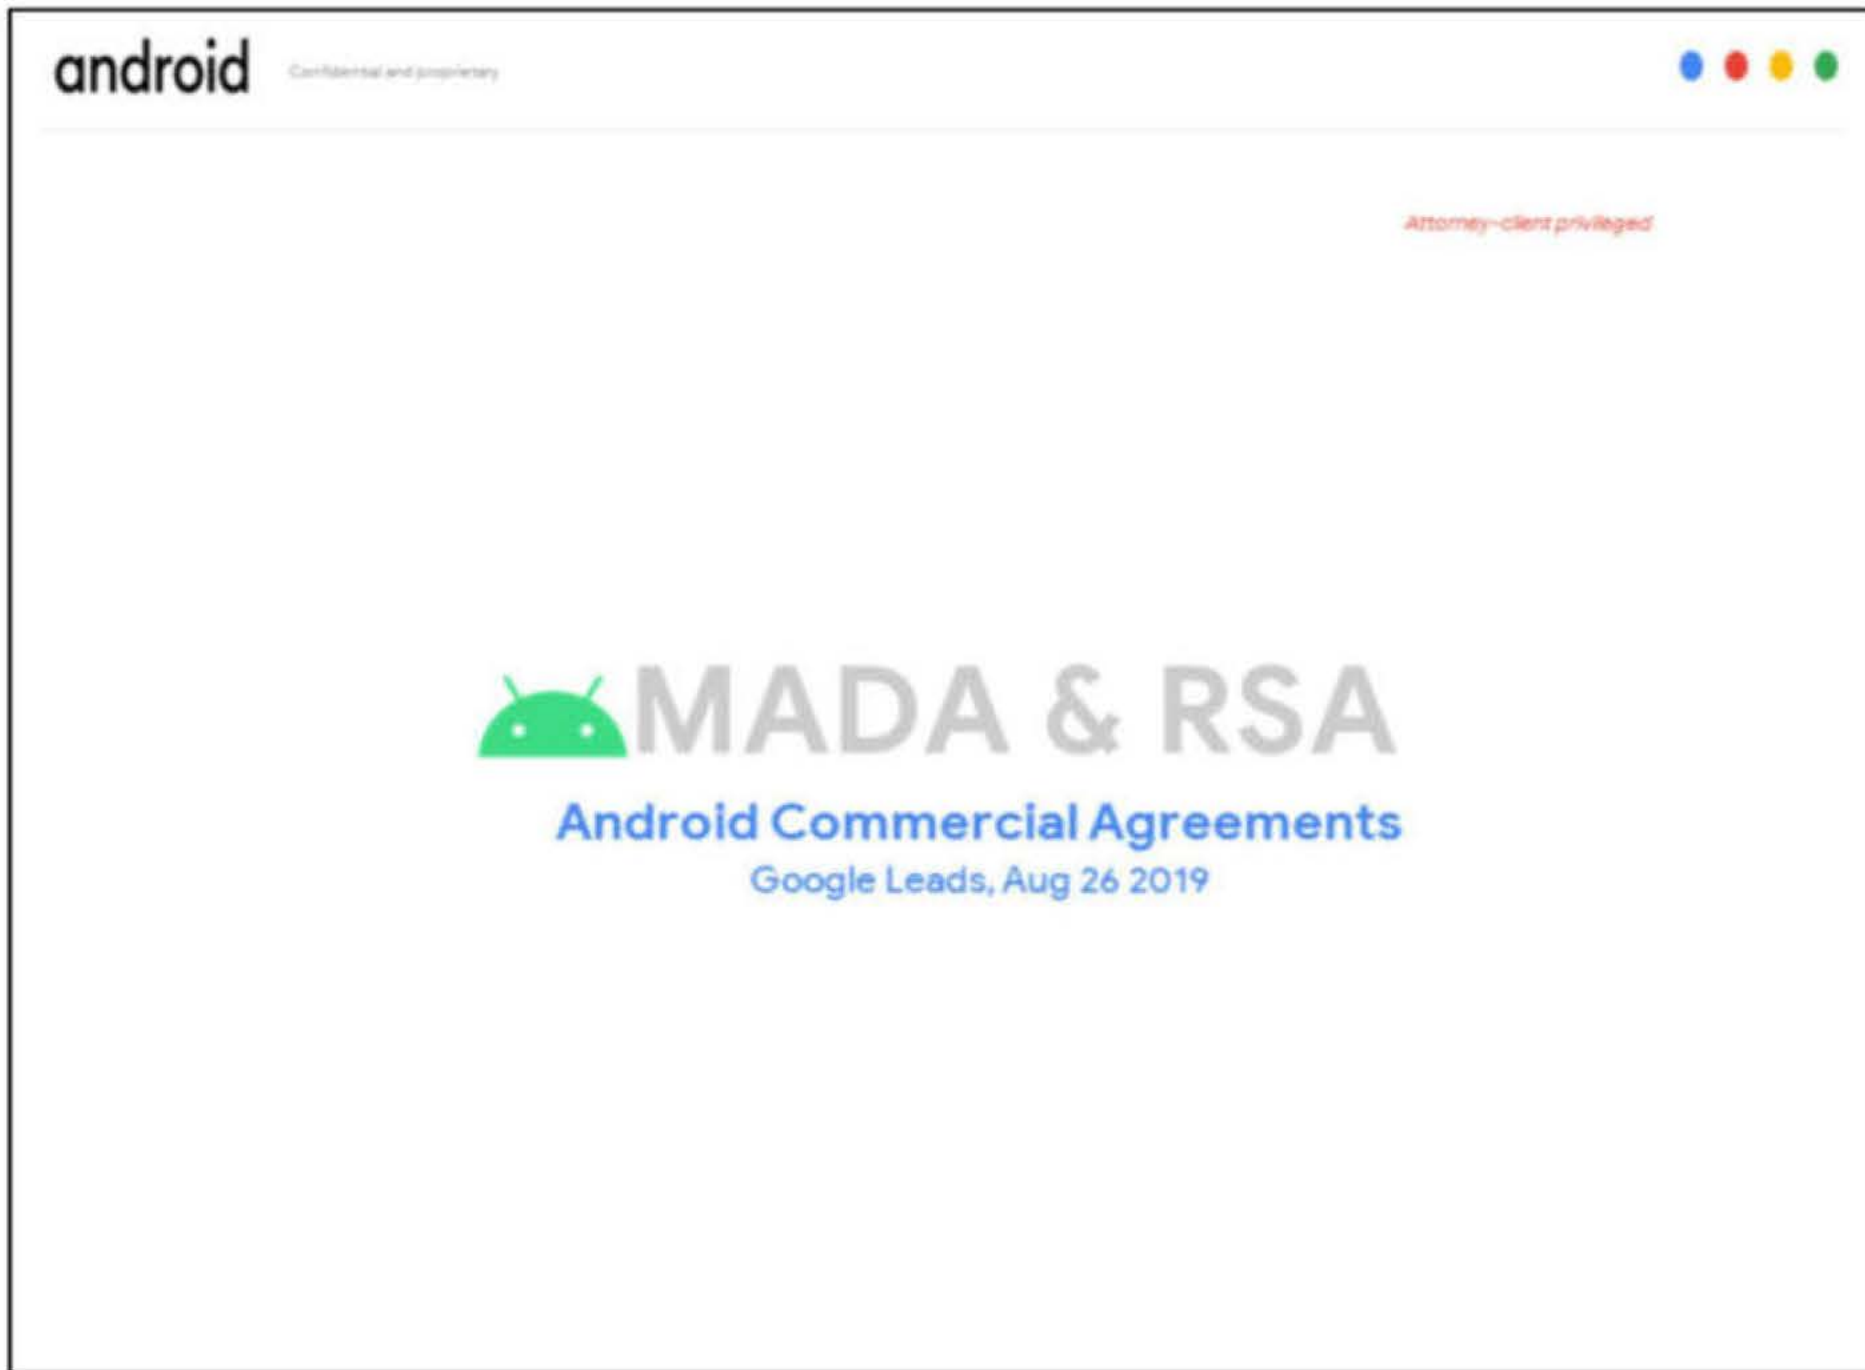 android
Confidential and proprietary
Attorney-client privileged
MADA & RSA
Android Commercial Agreements
Google Leads, Aug 26 2019